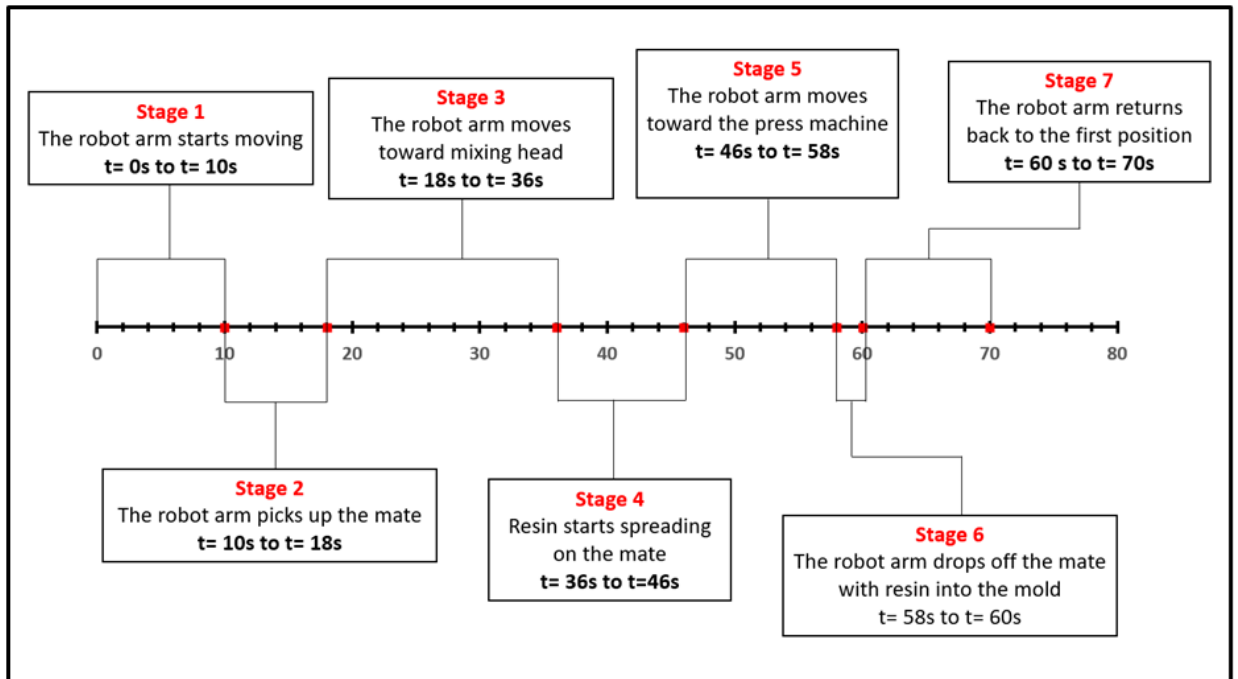 Stage 1
The robot arm starts moving
t= 0s to t= 10s
Stage 3
The robot arm moves
toward mixing head
t= 18s to t= 36s
Stage 5
The robot arm moves
toward the press machine
t= 46s to t= 58s
Stage 7
The robot arm returns
back to the first position
t= 60 s to t= 70s
0 10 20 30 40 50 60 70 80
Stage 2
The robot arm picks up the mate
t= 10s to t= 18s
Stage 4
Resin starts spreading
on the mate
t= 36s to t=46s
Stage 6
The robot arm drops off the mate
with resin into the mold
t= 58s to t= 60s